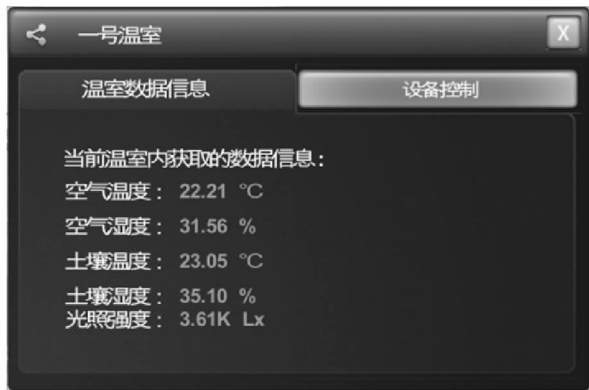 一号温室
X
温室数据信息
设备控制
当前温室内获取的数据信息：
空气温度： 22.21 ℃
空气湿度： 31.56 %
土壤温度： 23.05 ℃
土壤湿度： 35.10 %
光照强度： 3.61K Lx